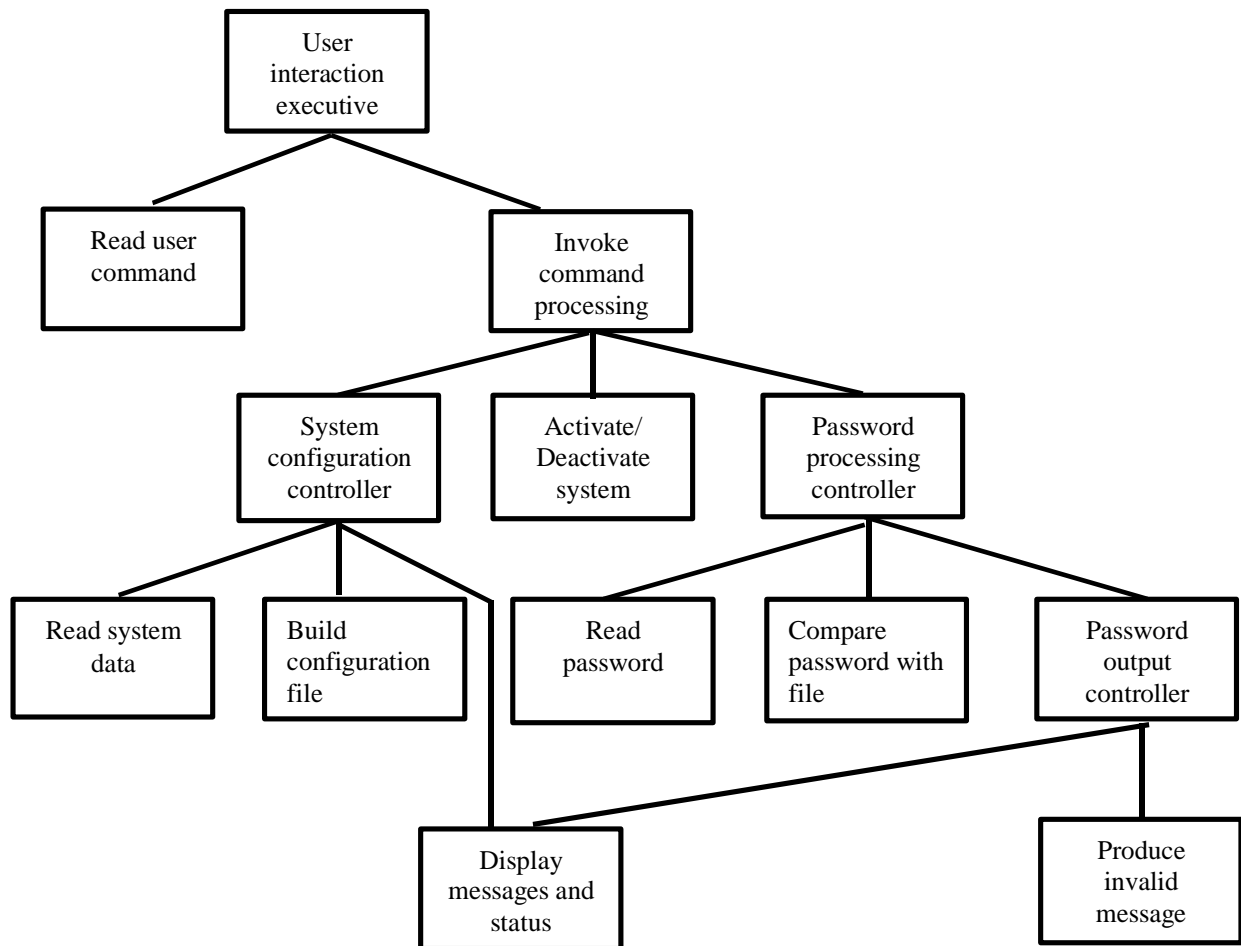 User
interaction
executive
Read user
command
Invoke
command
processing
System
configuration
controller
Activate/
Deactivate
system
Password
processing
controller
Read system
data
Build
configuration
file
Read
password
Compare
password with
file
Password
output
controller
Display
messages and
status
Produce
invalid
message